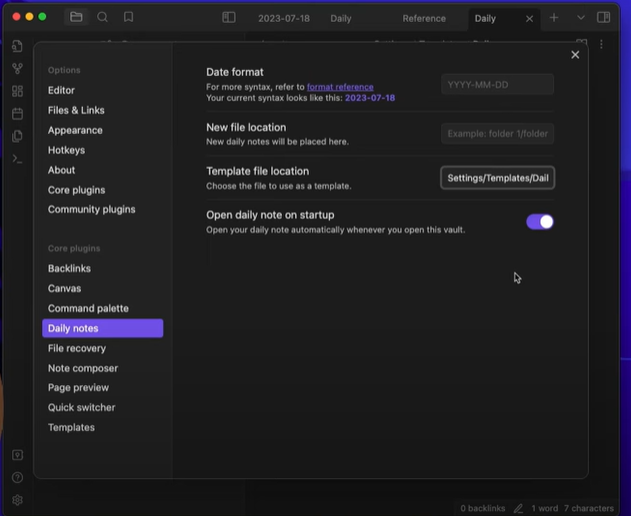 2023-07-18
Daily
Reference
Daily
Options
Editor
Files & Links
Appearance
Hotkeys
About
Core plugins
Community plugins
Core plugins
Backlinks
Canvas
Command palette
Daily notes
File recovery
Note composer
Page preview
Quick switcher
Templates
Date format
For more syntax, refer to format reference
Your current syntax looks like this: 2023-07-18
YYYY-MM-DD
New file location
New daily notes will be placed here.
Example: folder 1/folder
Template file location
Choose the file to use as a template.
Settings/Templates/Dail
Open daily note on startup
Open your daily note automatically whenever you open this vault.
0 backlinks
1 word 7 characters